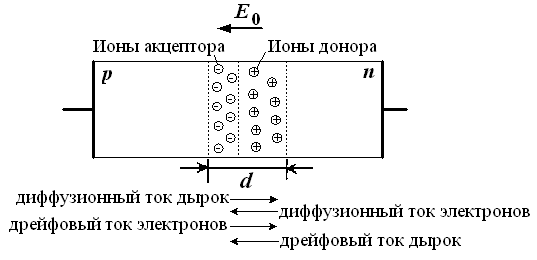 E₀
Ионы акцептора Ионы донора
p n
d
диффузионный ток дырок
диффузионный ток электронов
дрейфовый ток электронов
дрейфовый ток дырок